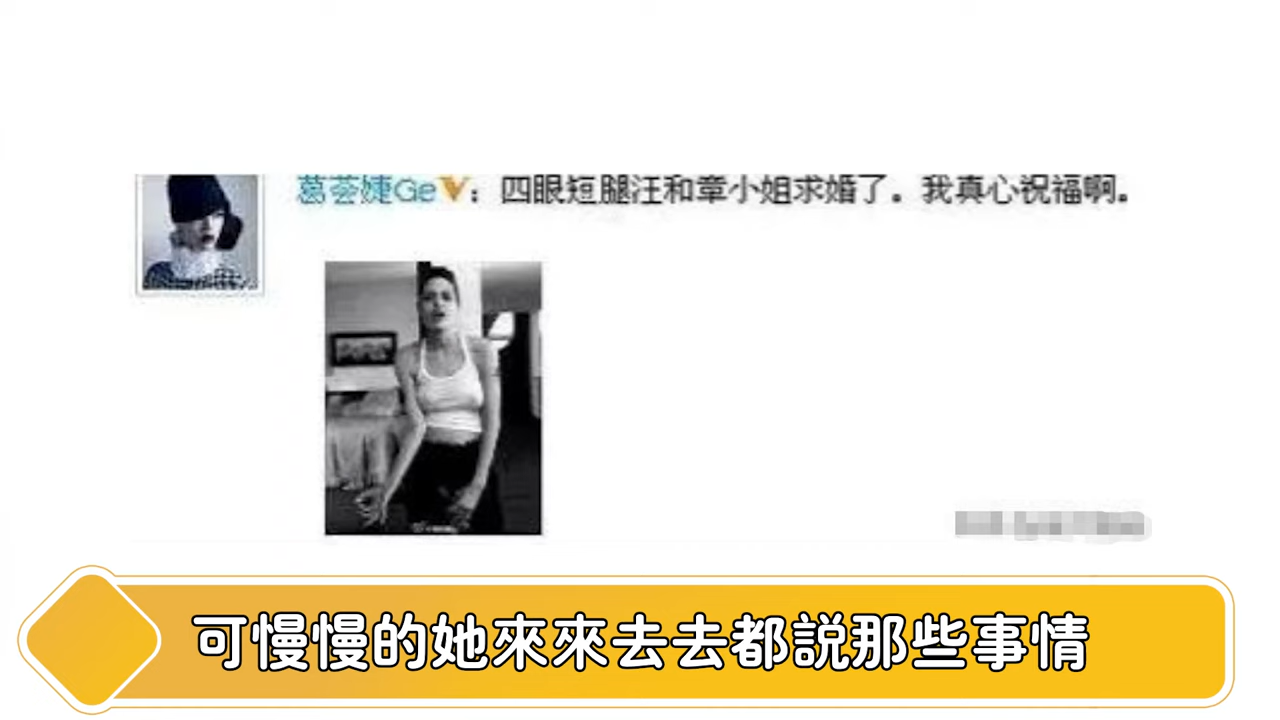 葛荟婕Ge：四眼短腿汪和章小姐求婚了。我真心祝福啊。
可慢慢的她來來去去都説那些事情